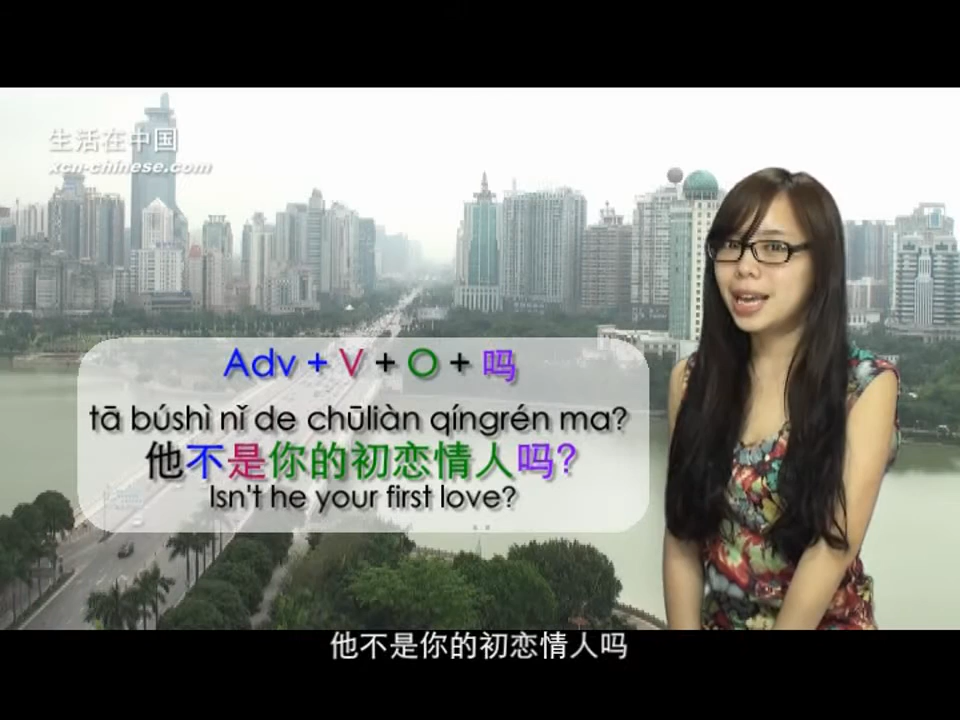 生活在中国
xcn-chinese.com
Adv + V + O + 吗
tā búshì nǐ de chūliàn qíngrén ma?
他不是你的初恋情人吗?
Isn't he your first love?
他不是你的初恋情人吗